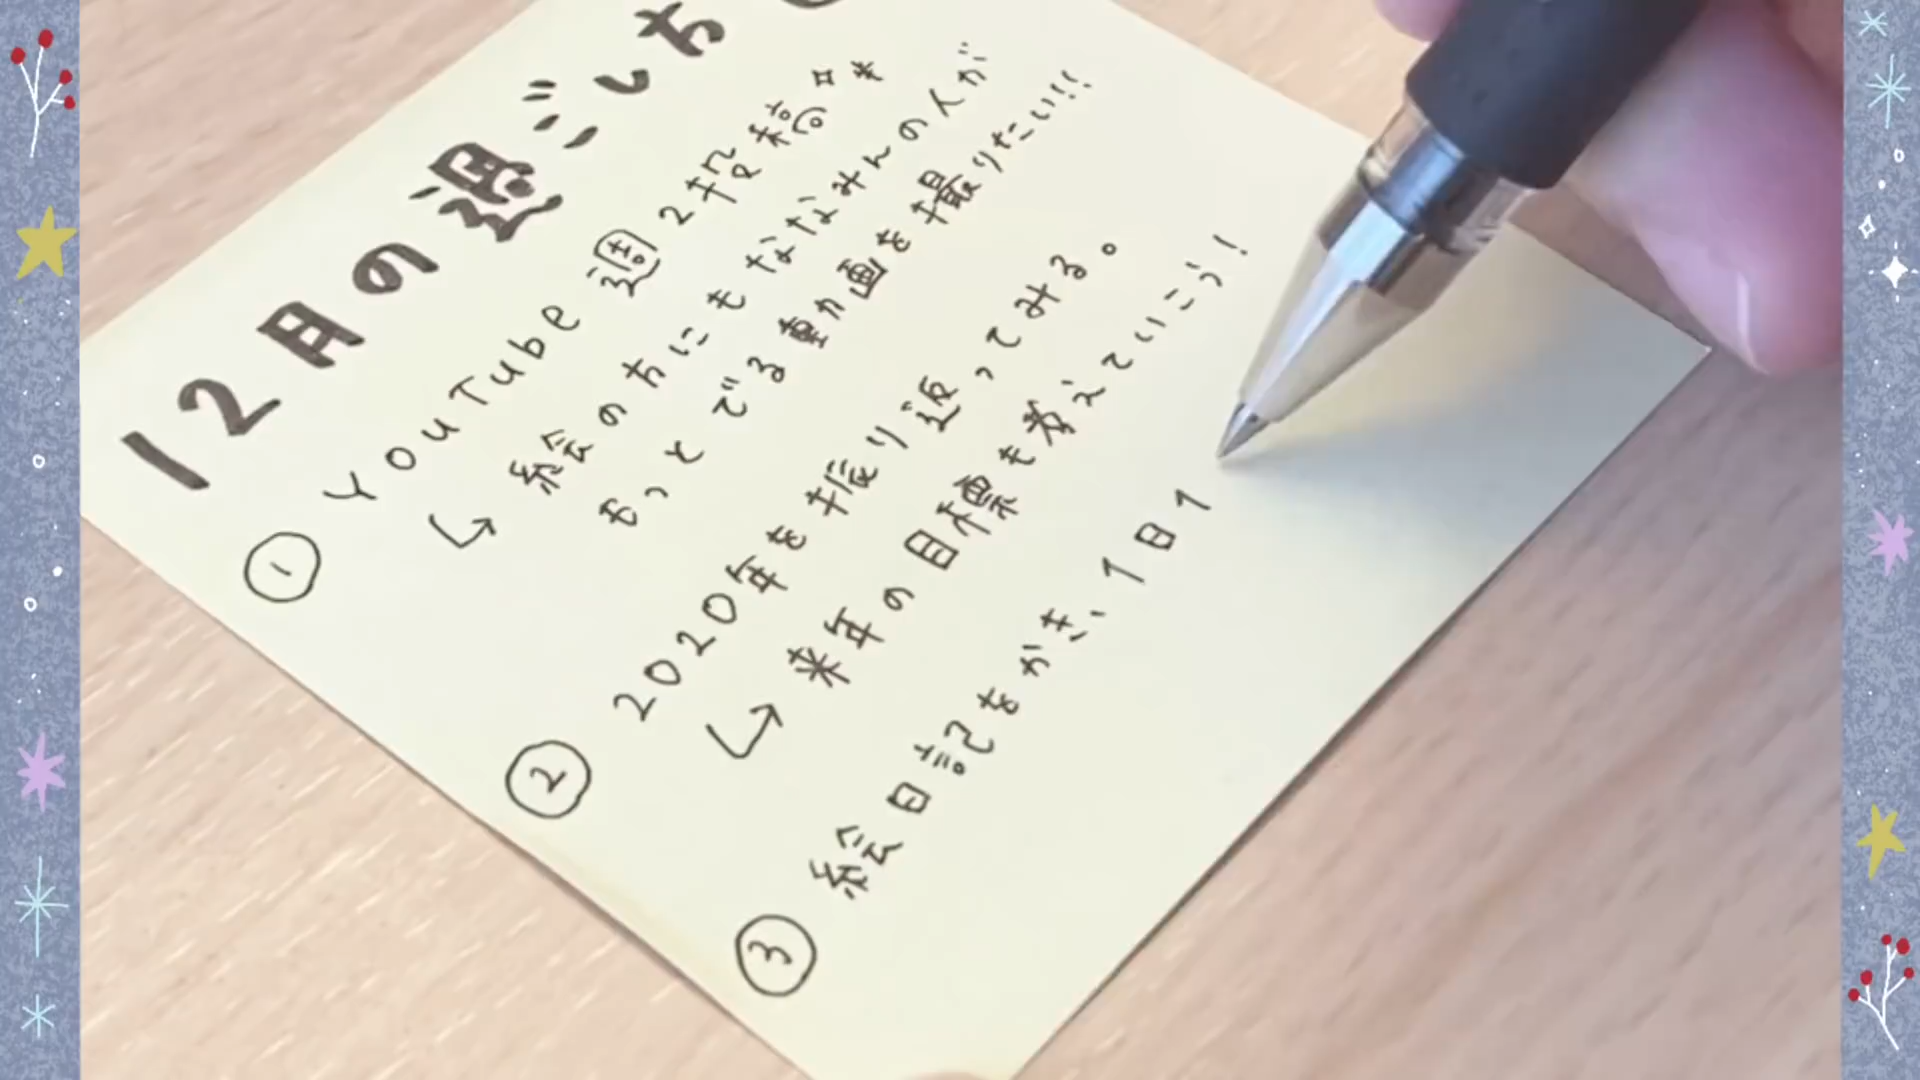 12月の過ごしか
① YouTube 週2投稿
↳ 絵の方にもななみんの人が
もっとでる動画を撮りたい!!
② 2020年を振り返ってみる。
↳ 来年の目標も考えていこう!
③ 絵日記をかき、1日1